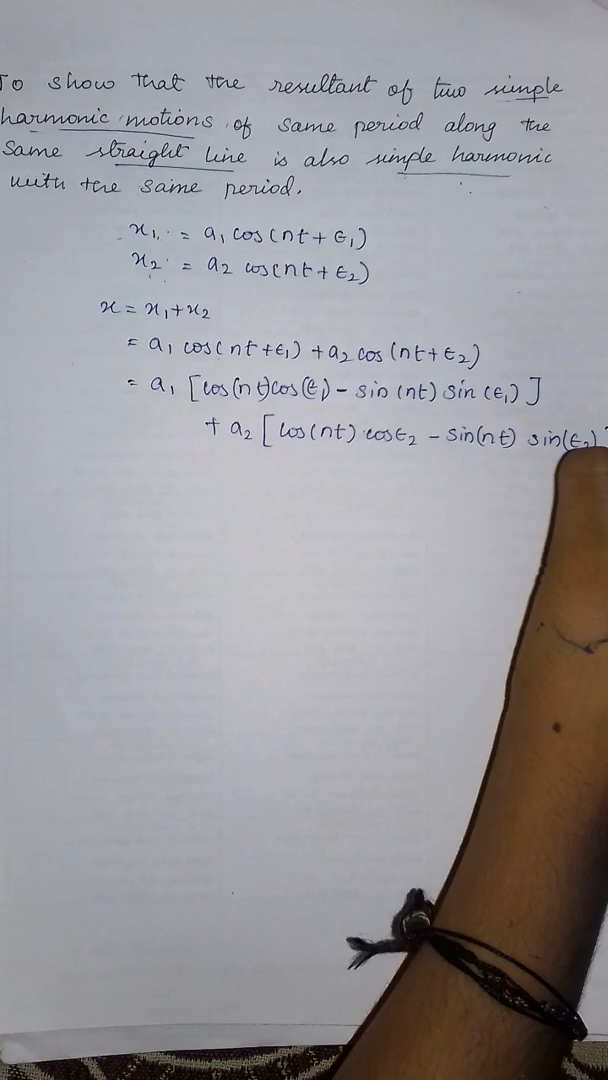 To show that the resultant of two simple
harmonic motions of same period along the
same straight line is also simple harmonic
with the same period.
x₁ = a₁ cos(nt + ϵ₁)
x₂ = a₂ cos(nt + ϵ₂)
x = x₁ + x₂
= a₁ cos(nt + ϵ₁) + a₂ cos (nt + ϵ₂)
= a₁ [cos(nt)cos(ϵ₁) - sin (nt) sin (ϵ₁)]
+ a₂ [cos(nt) cosϵ₂ - sin(nt) sin(ϵ₂)]